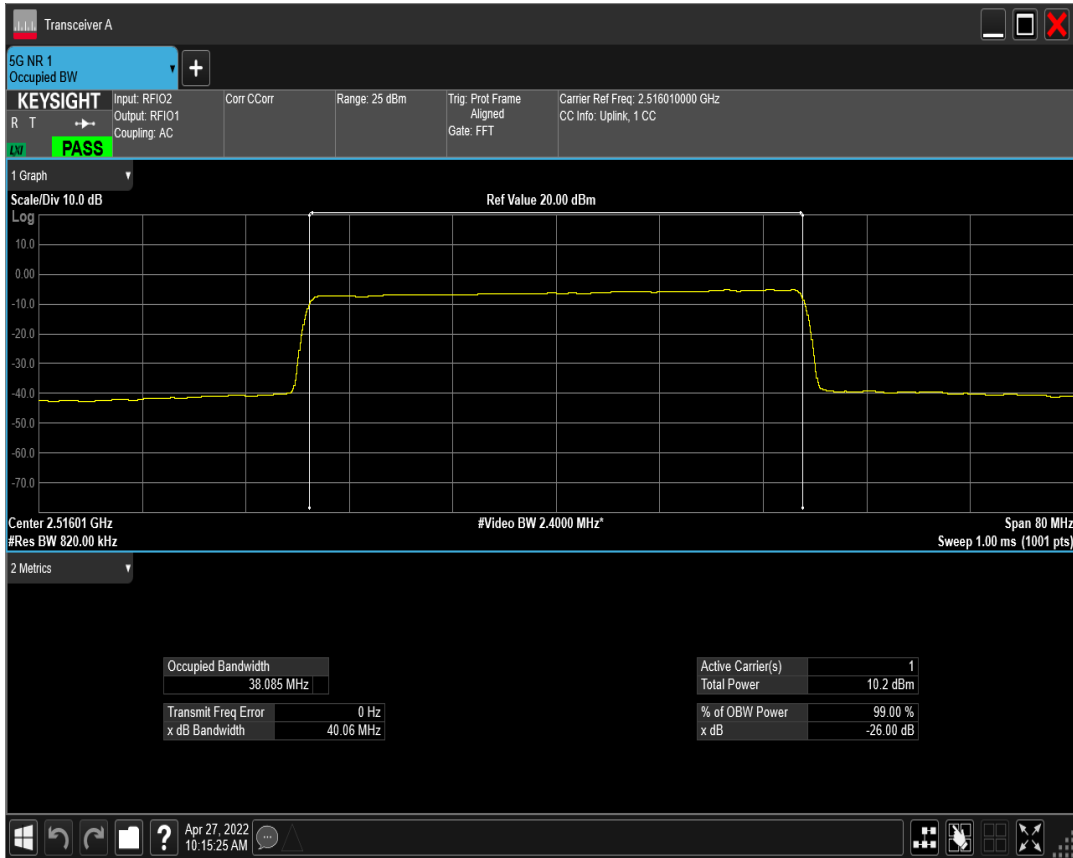 Transceiver A
5G NR 1
Occupied BW
+
KEYSIGHT
R T
LXI
PASS
Input: RFIO2
Output: RFIO1
Coupling: AC
Corr CCorr
Range: 25 dBm
Trig: Prot Frame
Aligned
Gate: FFT
Carrier Ref Freq: 2.516010000 GHz
CC Info: Uplink, 1 CC
1 Graph
Scale/Div 10.0 dB
Ref Value 20.00 dBm
Log
10.0
0.00
-10.0
-20.0
-30.0
-40.0
-50.0
-60.0
-70.0
Center 2.51601 GHz
#Video BW 2.4000 MHz*
Span 80 MHz
#Res BW 820.00 kHz
Sweep 1.00 ms (1001 pts)
2 Metrics
Occupied Bandwidth
38.085 MHz
Transmit Freq Error 0 Hz
x dB Bandwidth 40.06 MHz
Active Carrier(s) 1
Total Power 10.2 dBm
% of OBW Power 99.00 %
x dB -26.00 dB
?
Apr 27, 2022
10:15:25 AM